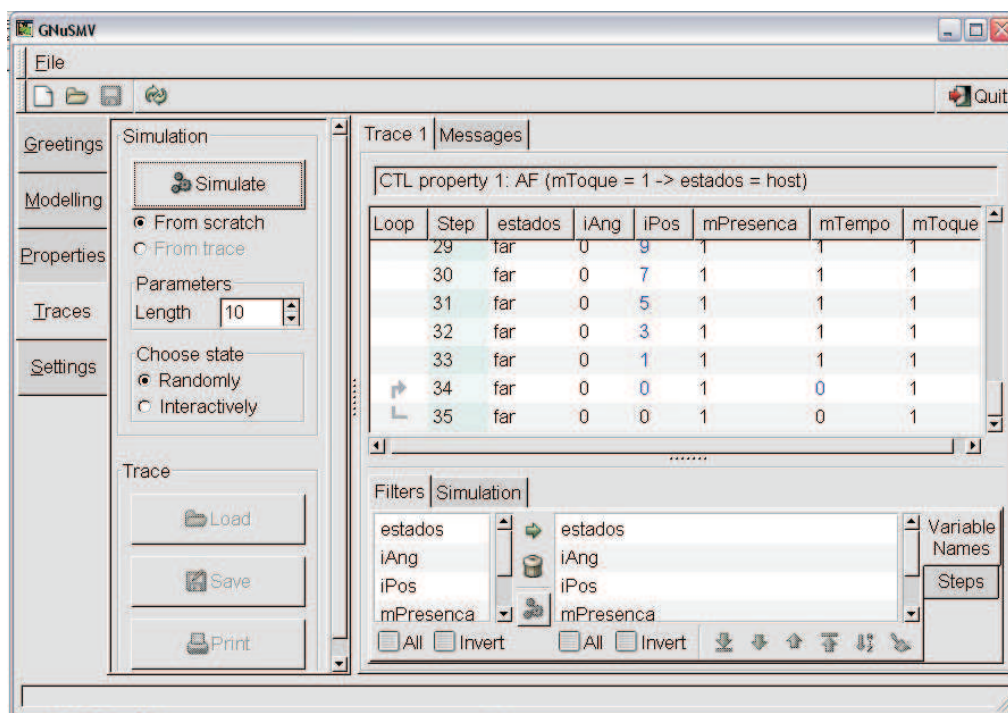 GNuSMV
File
Quit
Greetings
Modelling
Properties
Traces
Settings
Simulation
Simulate
From scratch
From trace
Parameters
Length 10
Choose state
Randomly
Interactively
Trace
Load
Save
Print
Trace 1 Messages
CTL property 1: AF (mToque = 1 -> estados = host)
Loop Step estados iAng iPos mPresenca mTempo mToque
29 far 0 9 1 1 1
30 far 0 7 1 1 1
31 far 0 5 1 1 1
32 far 0 3 1 1 1
33 far 0 1 1 1 1
34 far 0 0 1 0 1
35 far 0 0 1 0 1
Filters Simulation
estados
iAng
iPos
mPresenca
All Invert
estados
iAng
iPos
mPresenca
All Invert
Variable
Names
Steps